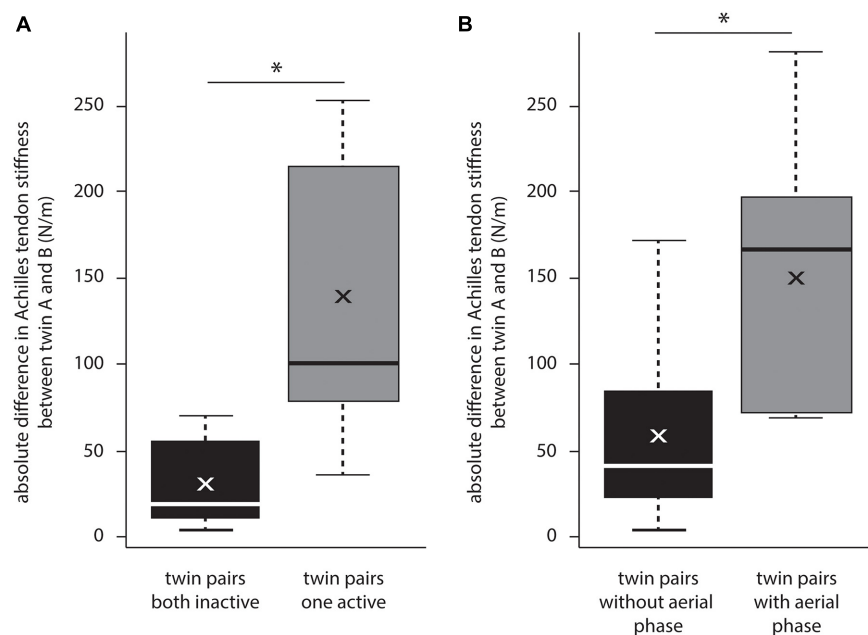 A
absolute difference in Achilles tendon stiffness
between twin A and B (N/m)
250
200
150
100
50
0
*
twin pairs
both inactive
twin pairs
one active
B
absolute difference in Achilles tendon stiffness
between twin A and B (N/m)
250
200
150
100
50
0
*
twin pairs
without aerial
phase
twin pairs
with aerial
phase